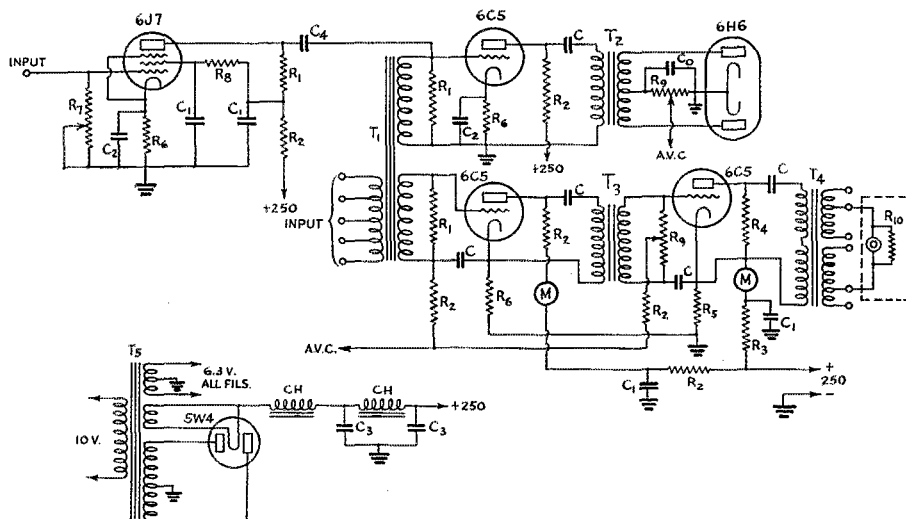 6J7
INPUT
R7
C2
R6
C1
R8
C1
R1
R2
+250
C4
T1
INPUT
R1
6C5
C2
R6
R2
+250
C
T2
C0
R9
A.V.C
6H6
6C5
R1
C
R2
R6
R2
C
M
T3
R9
R2
C
6C5
R5
R4
M
C1
R3
C
T4
R10
A.V.C.
C1
R2
+
250
-
T5
10 V.
6.3 V.
ALL FILS.
5W4
CH
CH
C3
C3
+250